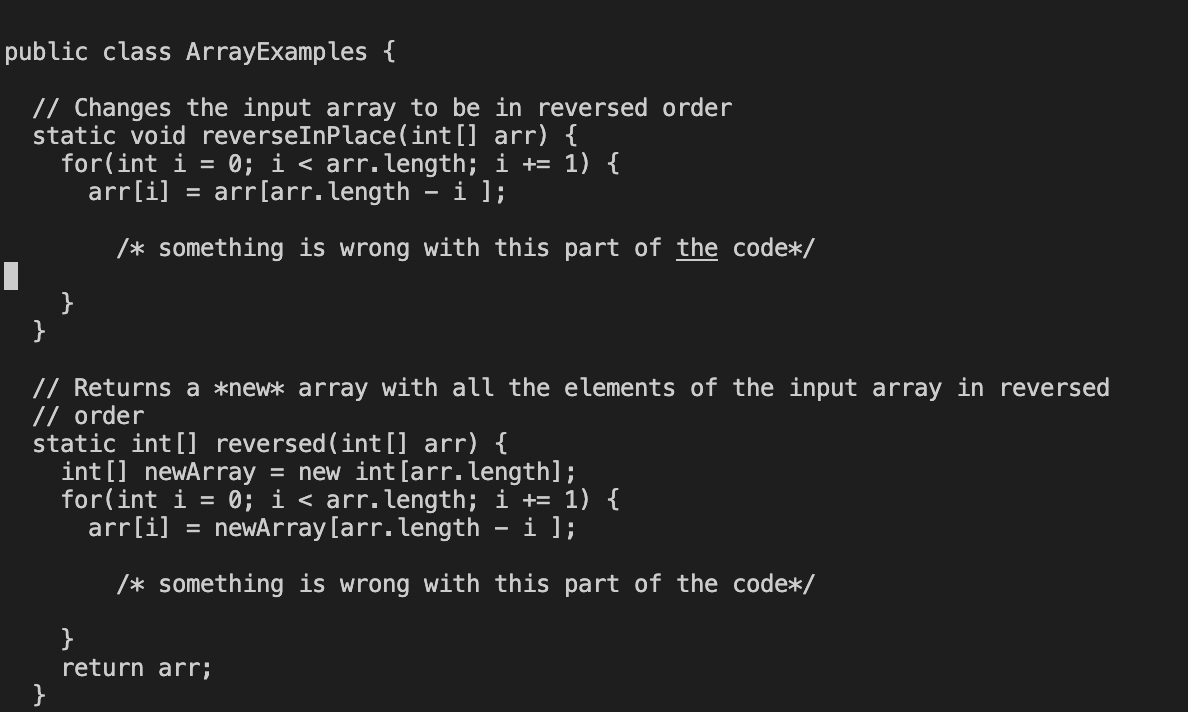 public class ArrayExamples {
  // Changes the input array to be in reversed order
  static void reverseInPlace(int[] arr) {
    for(int i = 0; i < arr.length; i += 1) {
      arr[i] = arr[arr.length - i ];
        /* something is wrong with this part of the code*/
    }
  }
  // Returns a *new* array with all the elements of the input array in reversed
  // order
  static int[] reversed(int[] arr) {
    int[] newArray = new int[arr.length];
    for(int i = 0; i < arr.length; i += 1) {
      arr[i] = newArray[arr.length - i ];
        /* something is wrong with this part of the code*/
    }
    return arr;
  }